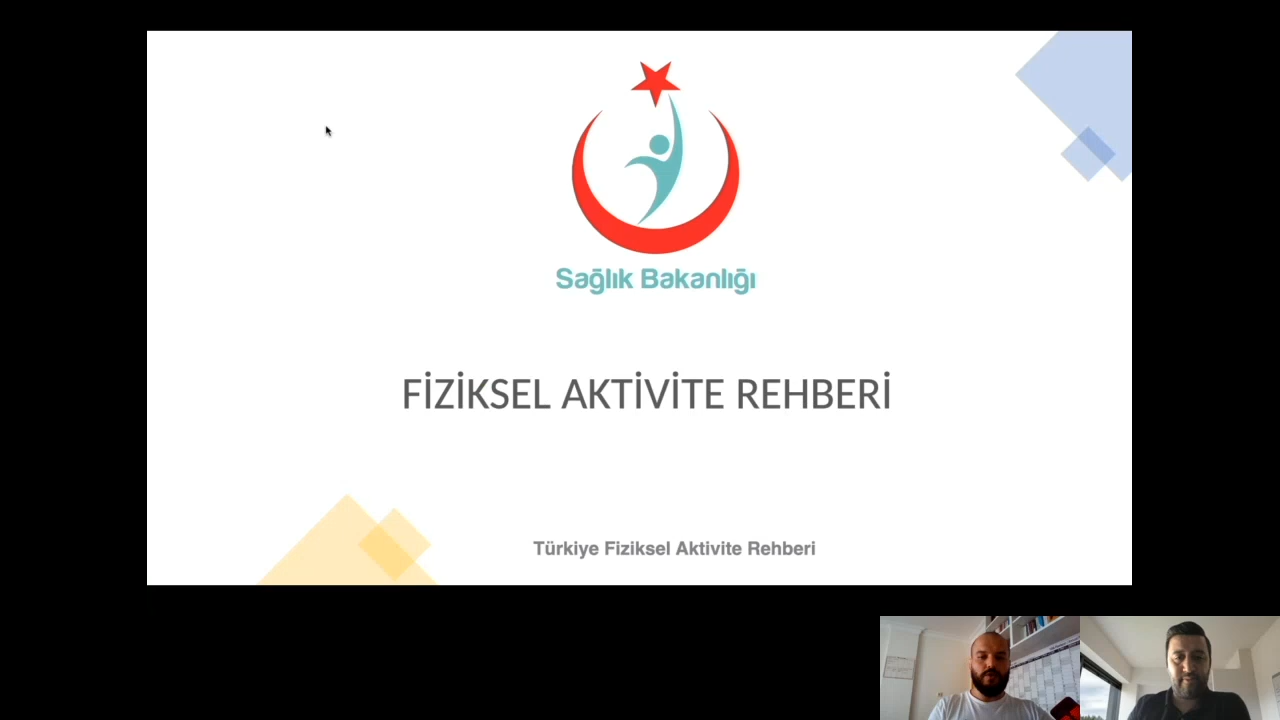 Sağlık Bakanlığı
FİZİKSEL AKTİVİTE REHBERİ
Türkiye Fiziksel Aktivite Rehberi